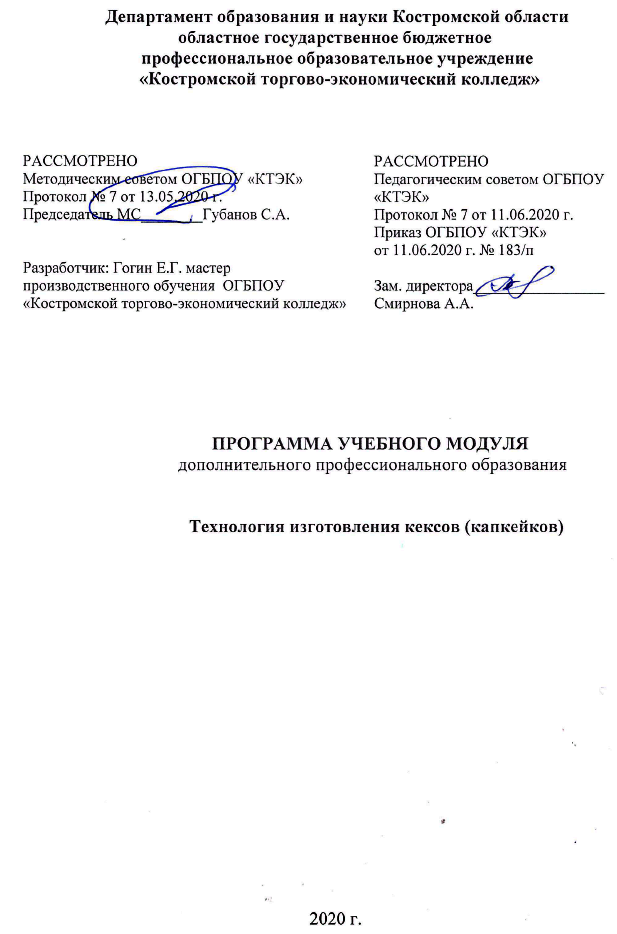 Департамент образования и науки Костромской области
областное государственное бюджетное
профессиональное образовательное учреждение
«Костромской торгово-экономический колледж»
РАССМОТРЕНО
Методическим советом ОГБПОУ «КТЭК»
Протокол № 7 от 13.05.2020 г.
Председатель МС________Губанов С.А.
Разработчик: Гогин Е.Г. мастер
производственного обучения ОГБПОУ
«Костромской торгово-экономический колледж»
РАССМОТРЕНО
Педагогическим советом ОГБПОУ
«КТЭК»
Протокол № 7 от 11.06.2020 г.
Приказ ОГБПОУ «КТЭК»
от 11.06.2020 г. № 183/п
Зам. директора________________
Смирнова А.А.
ПРОГРАММА УЧЕБНОГО МОДУЛЯ
дополнительного профессионального образования
Технология изготовления кексов (капкейков)
2020 г.